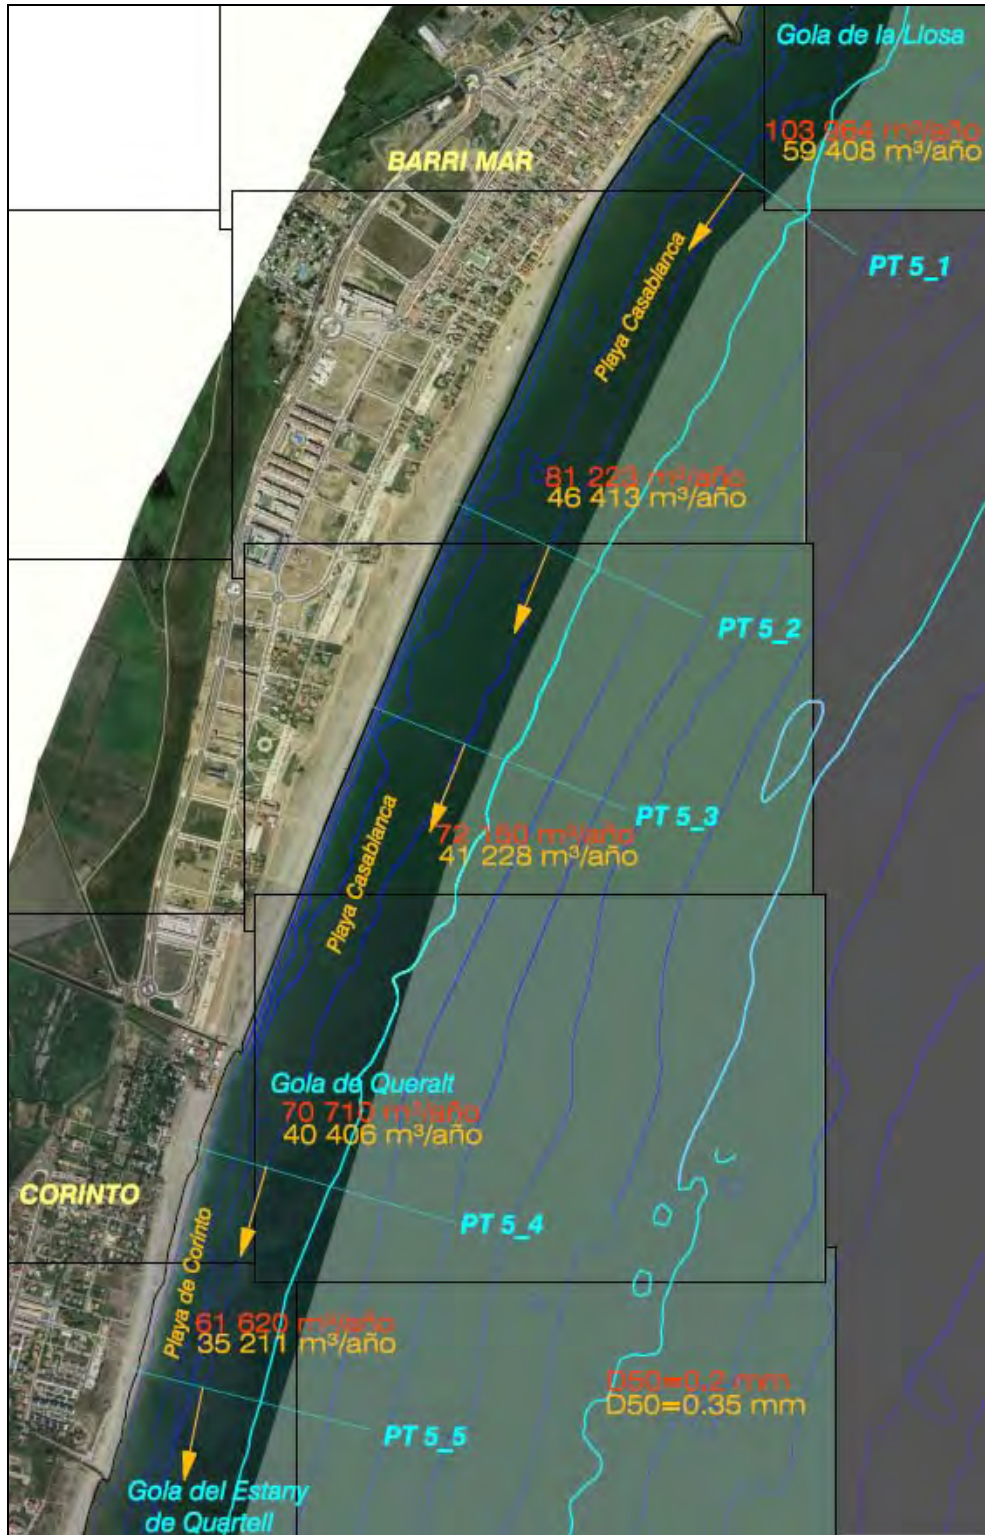 Gola de la Llosa
103 964 m³/año
59 408 m³/año
BARRI MAR
PT 5_1
Playa Casablanca
81 223 m³/año
46 413 m³/año
PT 5_2
PT 5_3
72 150 m³/año
41 228 m³/año
Playa Casablanca
Gola de Queralt
70 710 m³/año
40 406 m³/año
CORINTO
PT 5_4
Playa de Corinto
61 620 m³/año
35 211 m³/año
D50=0.2 mm
D50=0.35 mm
PT 5_5
Gola del Estany
de Quartell